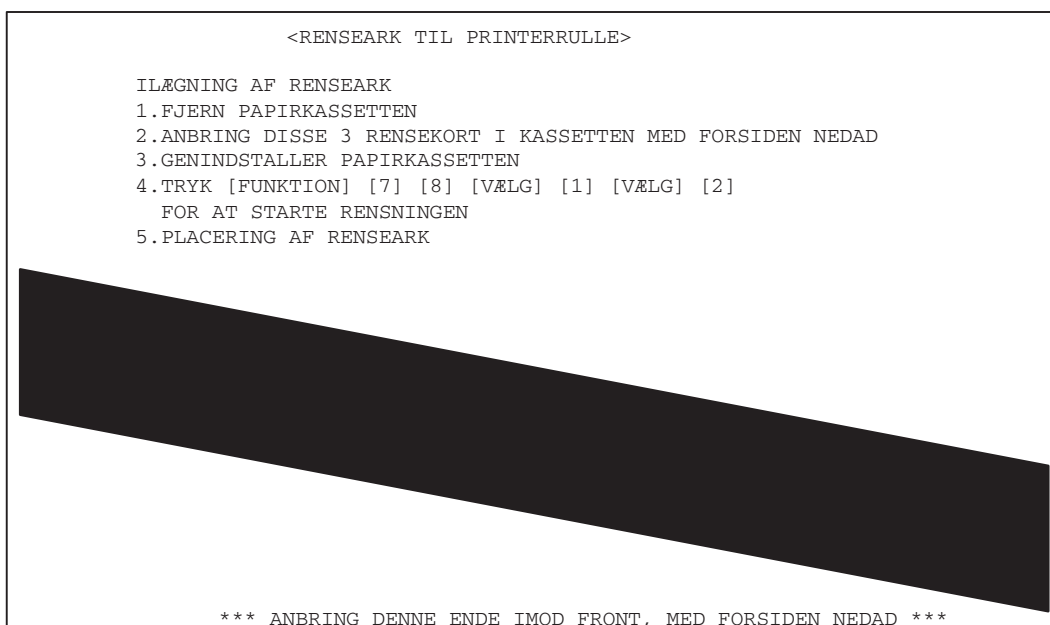 <RENSEARK TIL PRINTERRULLE>
ILÆGNING AF RENSEARK
1.FJERN PAPIRKASSETTEN
2.ANBRING DISSE 3 RENSEKORT I KASSETTEN MED FORSIDEN NEDAD
3.GENINDSTALLER PAPIRKASSETTEN
4.TRYK [FUNKTION] [7] [8] [VÆLG] [1] [VÆLG] [2]
FOR AT STARTE RENSNINGEN
5.PLACERING AF RENSEARK
*** ANBRING DENNE ENDE IMOD FRONT, MED FORSIDEN NEDAD ***